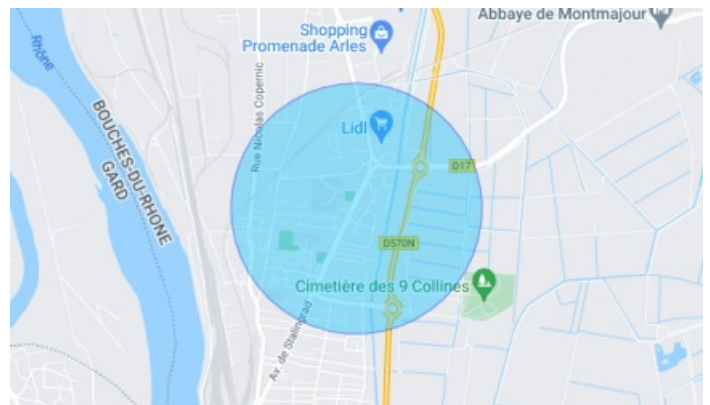 Abbaye de Montmajour
Shopping
Promenade Arles
Rhône
Rue Nicolas Copernic
BOUCHES-DU-RHONE
GARD
Lidl
D17
D570N
Cimetière des 9 Collines
Av. de Stalingrad